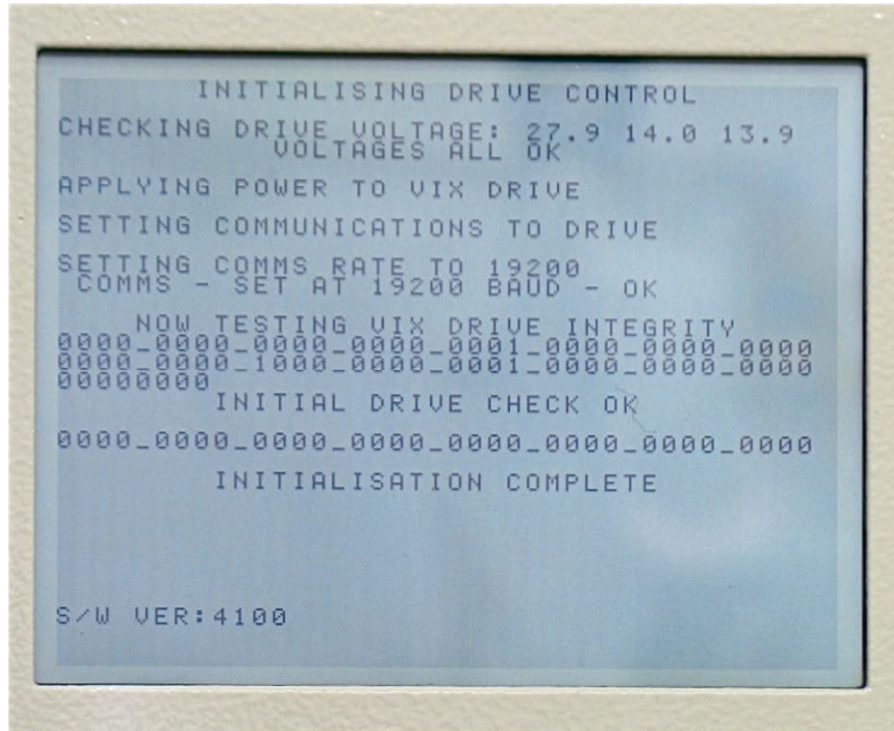 INITIALISING DRIVE CONTROL
CHECKING DRIVE VOLTAGE: 27.9 14.0 13.9
VOLTAGES ALL OK
APPLYING POWER TO VIX DRIVE
SETTING COMMUNICATIONS TO DRIVE
SETTING COMMS RATE TO 19200
COMMS - SET AT 19200 BAUD - OK
NOW TESTING VIX DRIVE INTEGRITY
0000_0000_0000_0000_0001_0000_0000_0000
0000_0000_1000_0000_0001_0000_0000_0000
00000000
INITIAL DRIVE CHECK OK
0000_0000_0000_0000_0000_0000_0000_0000
INITIALISATION COMPLETE
S/W VER:4100